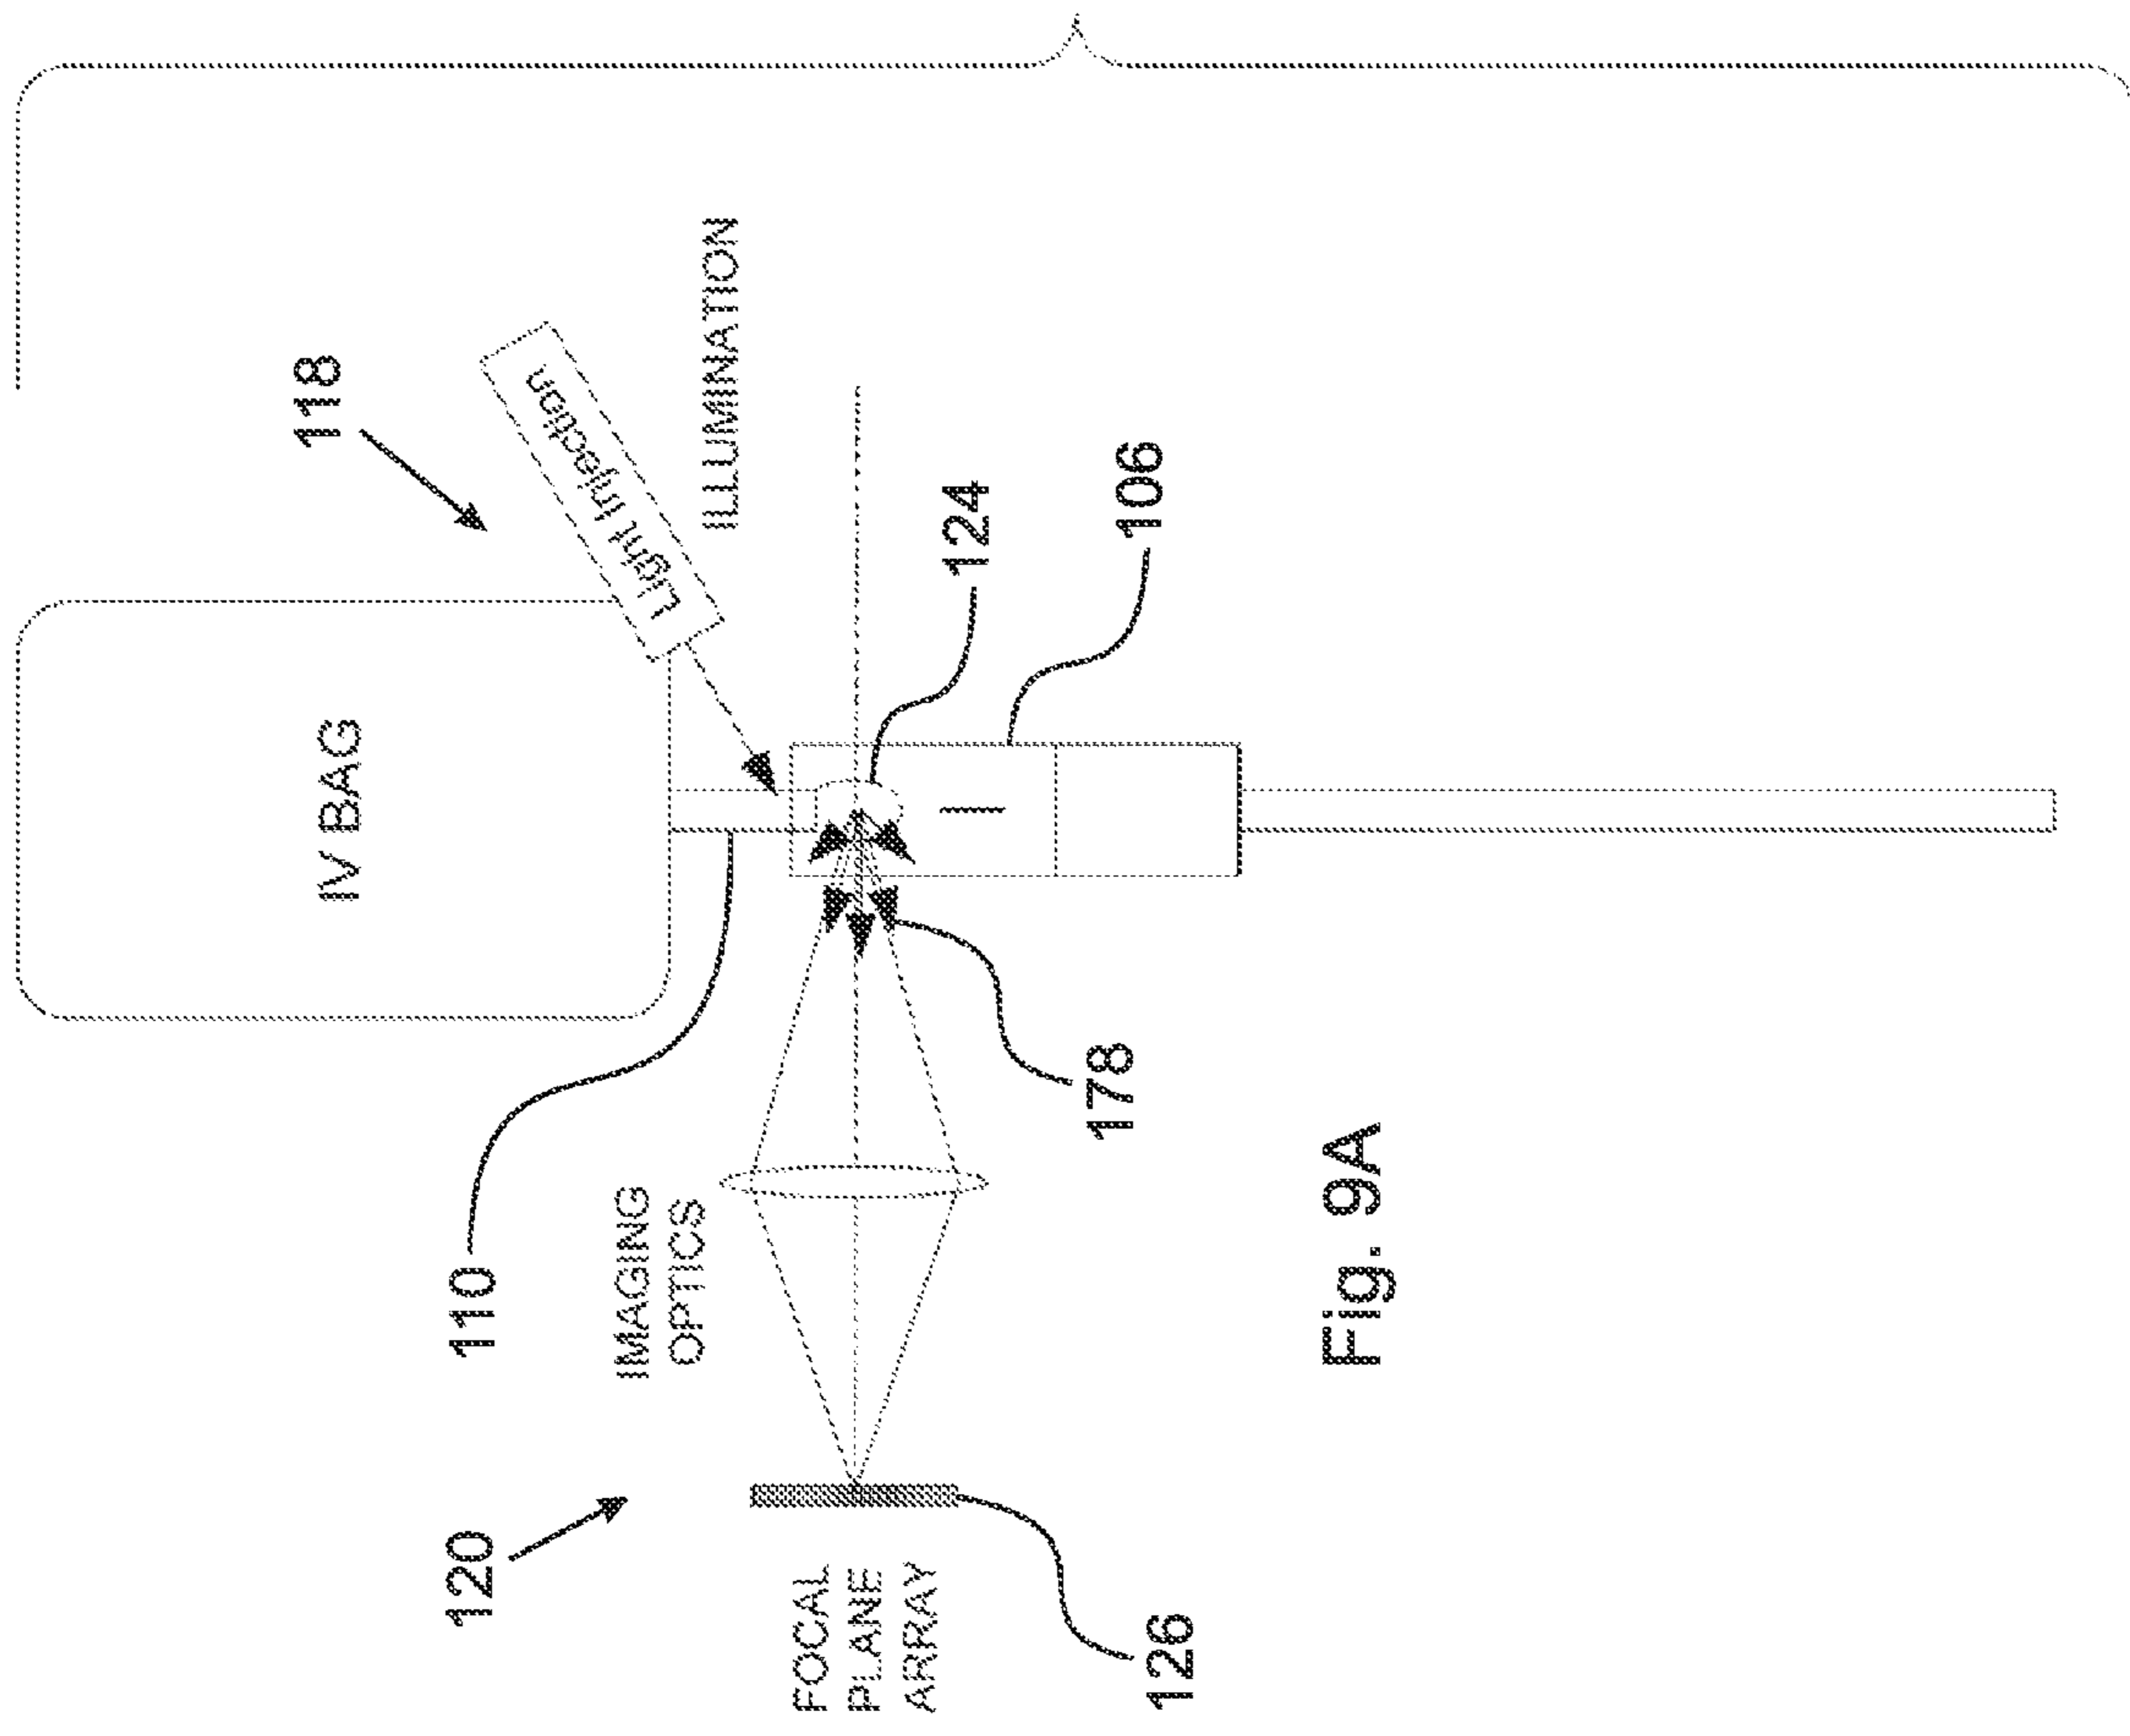 118
IV BAG
Light Injection
ILLUMINATION
110
124
106
120
IMAGING
OPTICS
178
FOCAL
PLANE
ARRAY
126
Fig. 9A